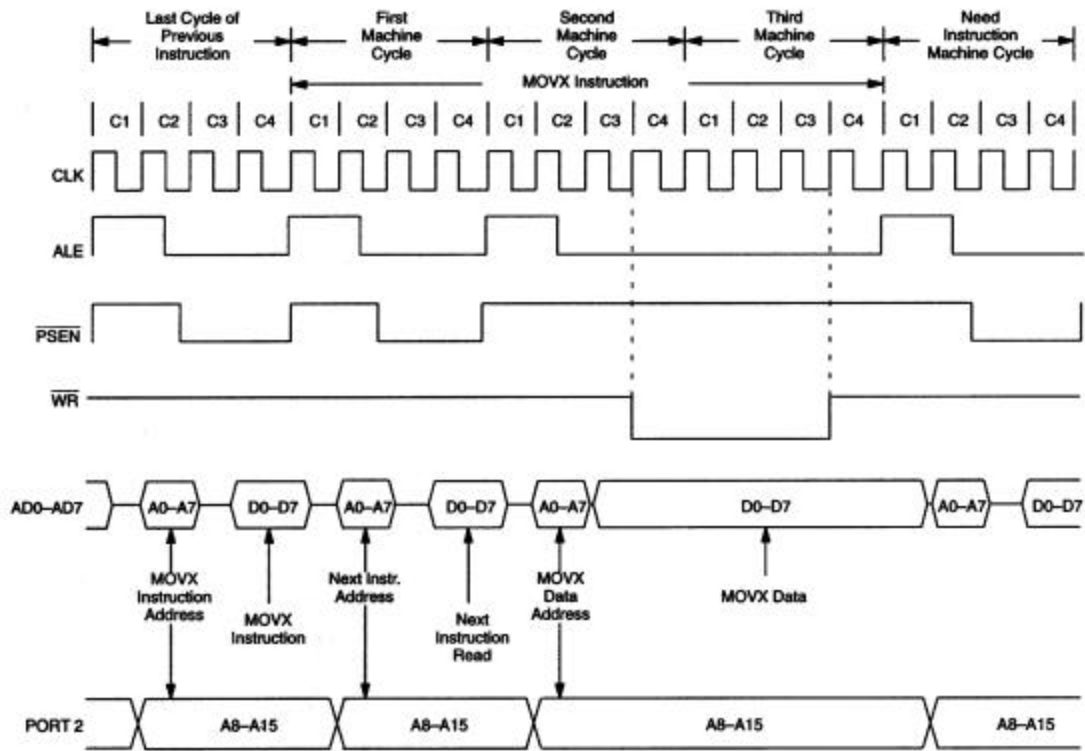 Last Cycle of
Previous
Instruction
First
Machine
Cycle
Second
Machine
Cycle
Third
Machine
Cycle
Need
Instruction
Machine Cycle
MOVX Instruction
C1 C2 C3 C4 C1 C2 C3 C4 C1 C2 C3 C4 C1 C2 C3 C4 C1 C2 C3 C4
CLK
ALE
PSEN
WR
AD0–AD7 A0–A7 D0–D7 A0–A7 D0–D7 A0–A7 D0–D7 A0–A7 D0–D7
MOVX
Instruction
Address
MOVX
Instruction
Next Instr.
Address
Next
Instruction
Read
MOVX
Data
Address
MOVX Data
PORT 2 A8–A15 A8–A15 A8–A15 A8–A15